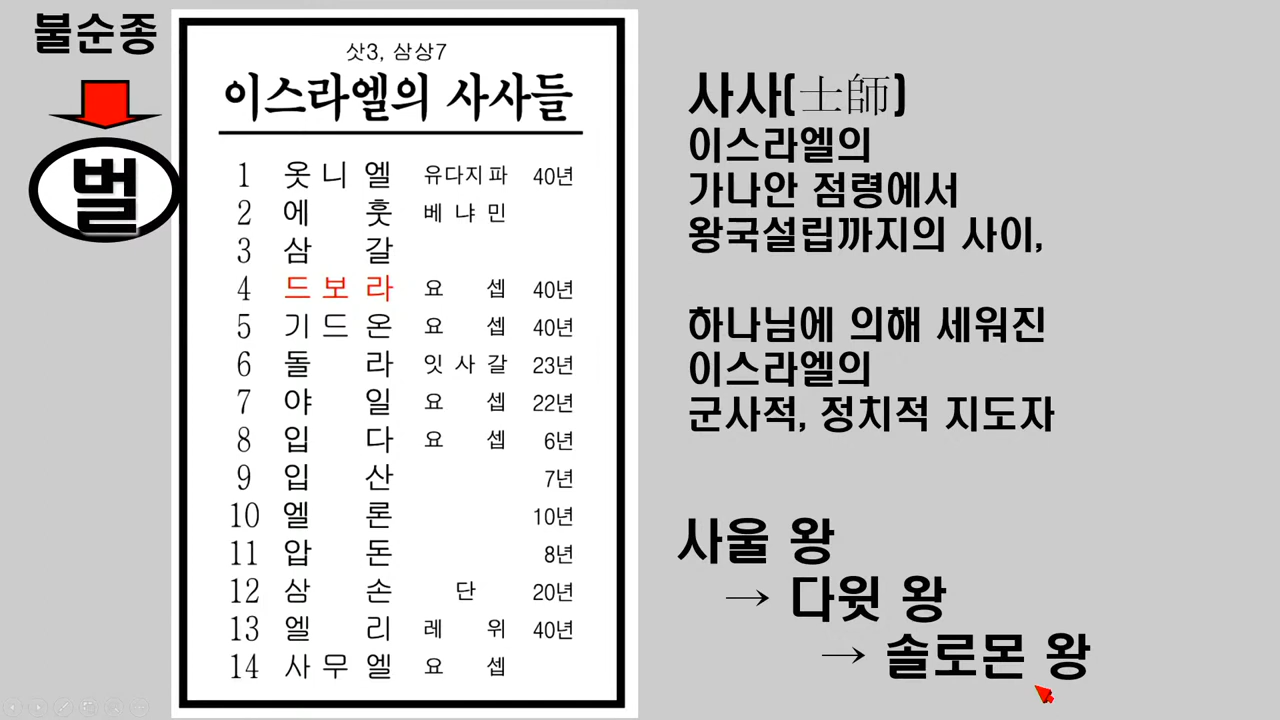 불순종
벌
삿3, 삼상7
이스라엘의 사사들
1 옷니엘 유다지파 40년
2 에훗 베냐민
3 삼갈
4 드보라 요셉 40년
5 기드온 요셉 40년
6 돌라 잇사갈 23년
7 야일 요셉 22년
8 입다 요셉 6년
9 입산 7년
10 엘론 10년
11 압돈 8년
12 삼손 단 20년
13 엘리 레위 40년
14 사무엘 요셉
사사(士師)
이스라엘의
가나안 점령에서
왕국설립까지의 사이,
하나님에 의해 세워진
이스라엘의
군사적, 정치적 지도자
사울 왕
→ 다윗 왕
→ 솔로몬 왕